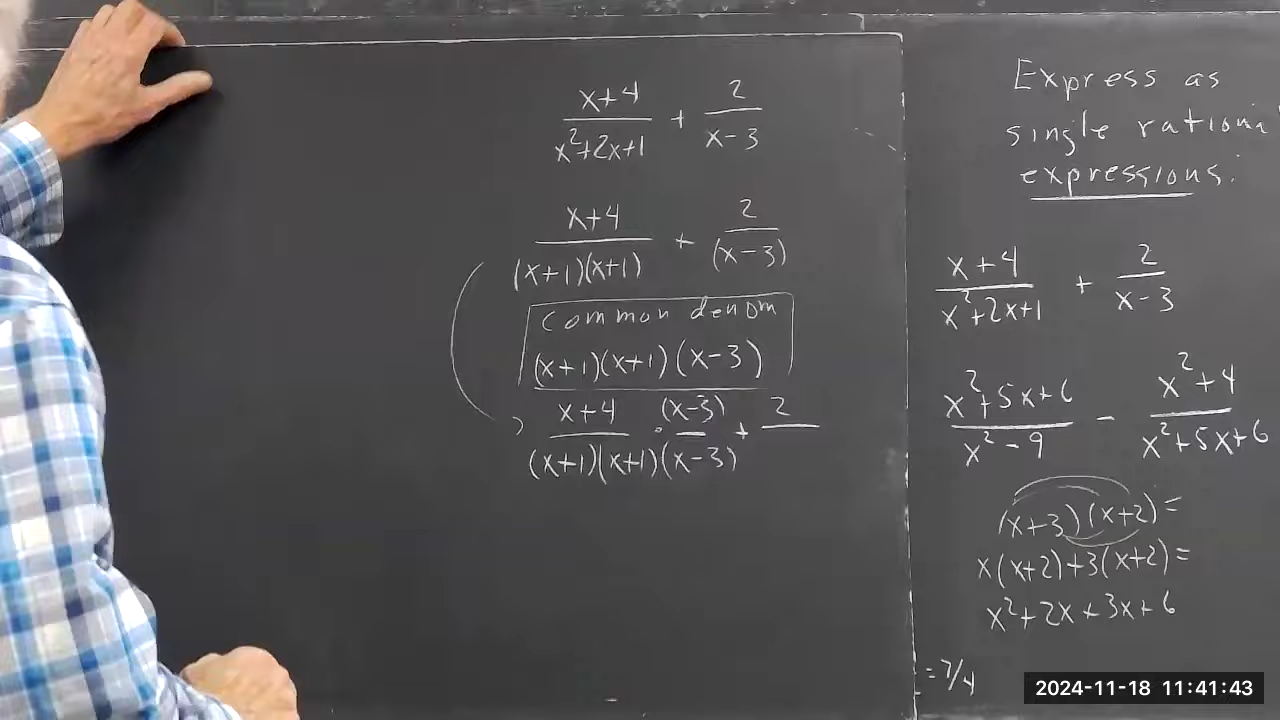 x+4/x²+2x+1 + 2/x-3
x+4/(x+1)(x+1) + 2/(x-3)
Common denom
(x+1)(x+1)(x-3)
x+4/(x+1)(x+1) · (x-3)/(x-3) + 2/
Express as
single rationa
expressions:
x+4/x²+2x+1 + 2/x-3
x²+5x+6/x²-9 - x²+4/x²+5x+6
(x+3)(x+2)=
x(x+2)+3(x+2)=
x²+2x+3x+6
=7/4
2024-11-18 11:41:43